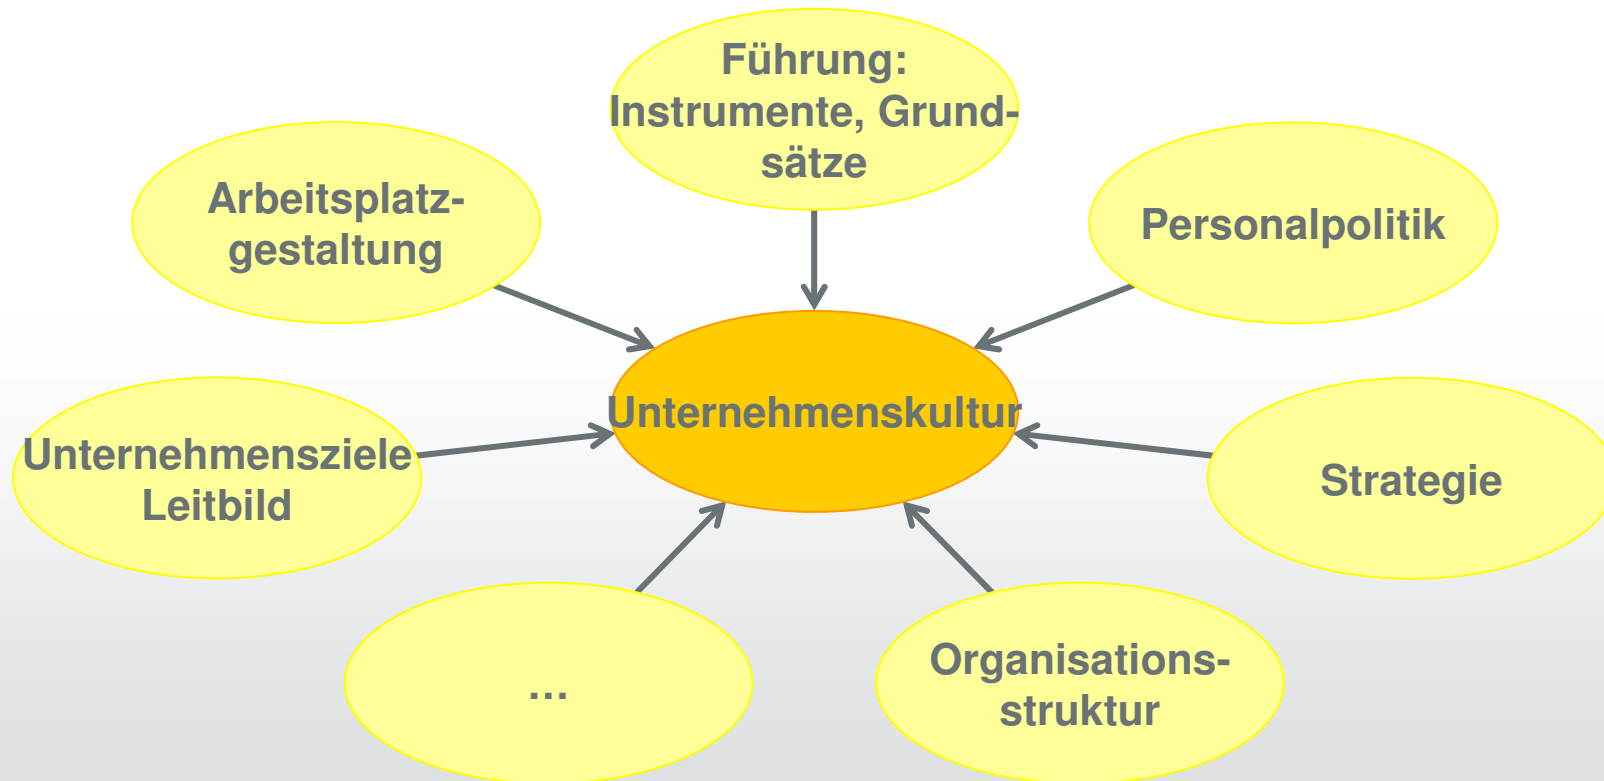 Führung:
Instrumente, Grund-
sätze
Arbeitsplatz-
gestaltung
Personalpolitik
Unternehmenskultur
Unternehmensziele
Leitbild
Strategie
...
Organisations-
struktur